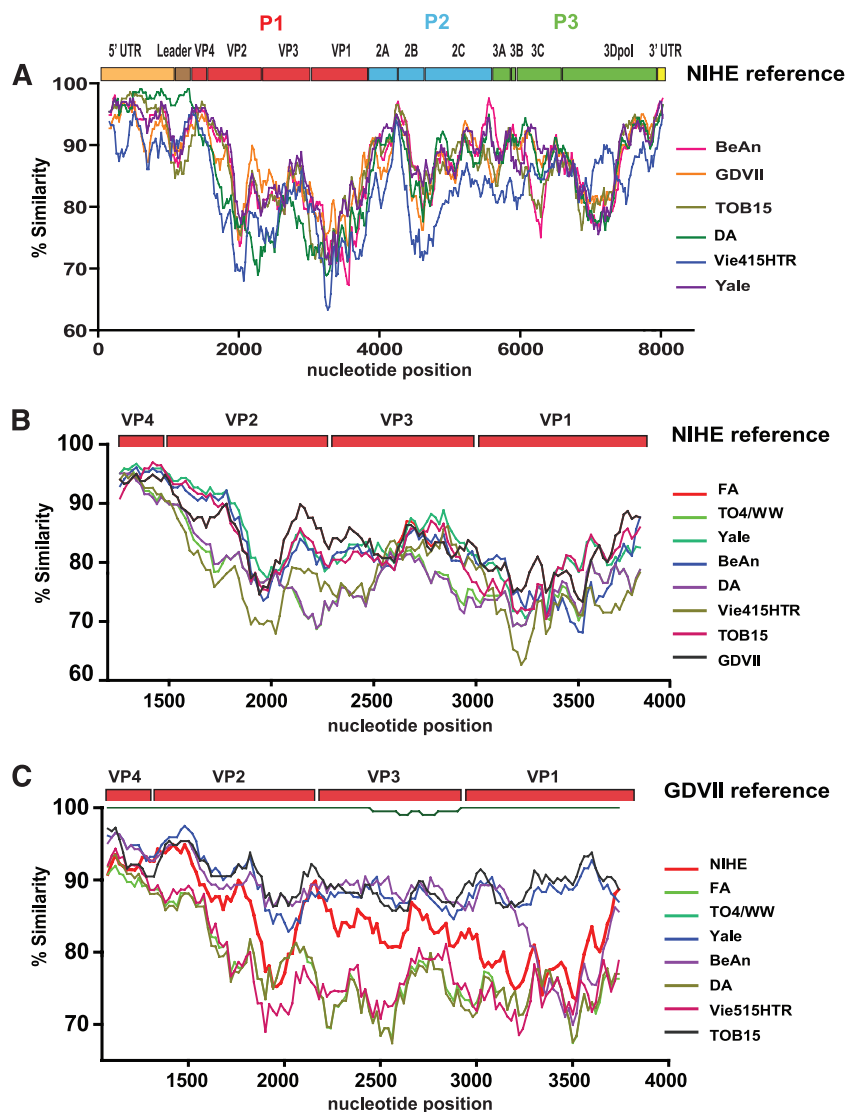 P1 P2 P3
5' UTR Leader VP4 VP2 VP3 VP1 2A 2B 2C 3A 3B 3C 3Dpol 3' UTR
A
NIHE reference
100
90
80
70
60
% Similarity
BeAn
GDVII
TOB15
DA
Vie415HTR
Yale
0 2000 4000 6000 8000
nucleotide position
B
VP4 VP2 VP3 VP1
NIHE reference
100
90
80
70
60
% Similarity
FA
TO4/WW
Yale
BeAn
DA
Vie415HTR
TOB15
GDVII
1500 2000 2500 3000 3500 4000
nucleotide position
C
VP4 VP2 VP3 VP1
GDVII reference
100
90
80
70
% Similarity
NIHE
FA
TO4/WW
Yale
BeAn
DA
Vie515HTR
TOB15
1500 2000 2500 3000 3500 4000
nucleotide position